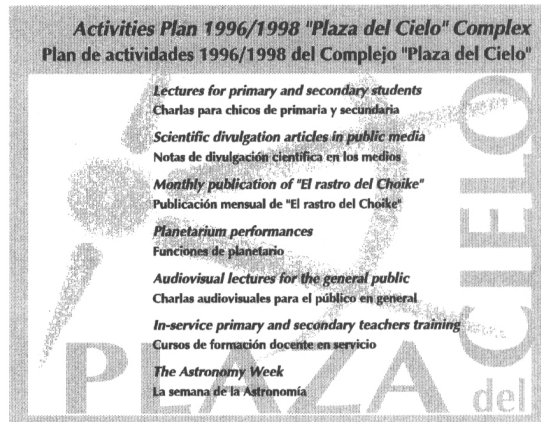 Activities Plan 1996/1998 "Plaza del Cielo" Complex
Plan de actividades 1996/1998 del Complejo "Plaza del Cielo"
Lectures for primary and secondary students
Charlas para chicos de primaria y secundaria
Scientific divulgation articles in public media
Notas de divulgación científica en los medios
Monthly publication of "El rastro del Choike"
Publicación mensual de "El rastro del Choike"
Planetarium performances
Funciones de planetario
Audiovisual lectures for the general public
Charlas audiovisuales para el público en general
In-service primary and secondary teachers training
Cursos de formación docente en servicio
The Astronomy Week
La semana de la Astronomía
PLAZA del
CIELO